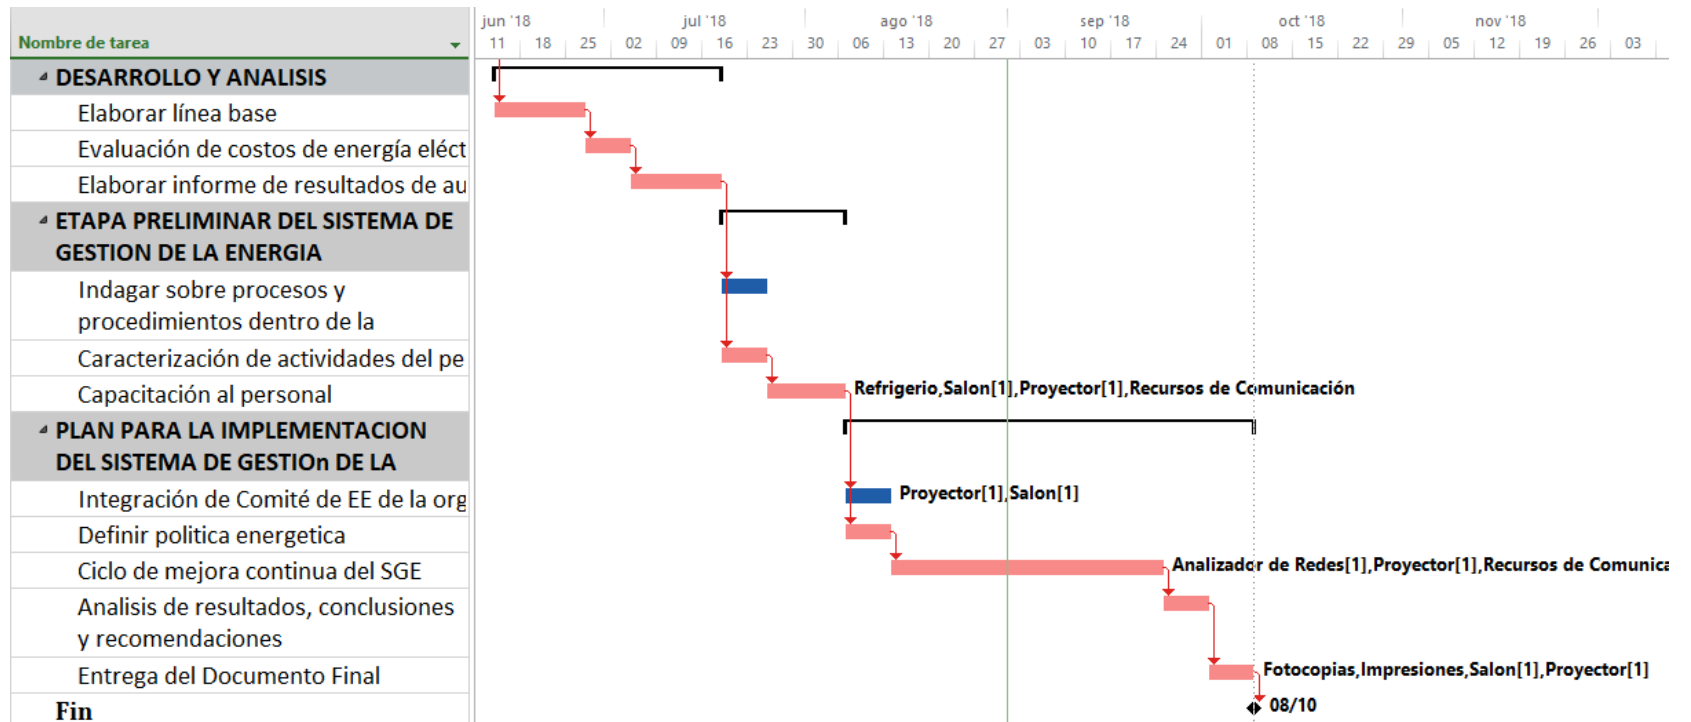 jun '18 jul '18 ago '18 sep '18 oct '18 nov '18
Nombre de tarea 11 18 25 02 09 16 23 30 06 13 20 27 03 10 17 24 01 08 15 22 29 05 12 19 26 03
DESARROLLO Y ANALISIS
Elaborar línea base
Evaluación de costos de energía eléct
Elaborar informe de resultados de au
ETAPA PRELIMINAR DEL SISTEMA DE
GESTION DE LA ENERGIA
Indagar sobre procesos y
procedimientos dentro de la
Caracterización de actividades del pe
Capacitación al personal Refrigerio,Salon[1],Proyector[1],Recursos de Comunicación
PLAN PARA LA IMPLEMENTACION
DEL SISTEMA DE GESTIOn DE LA
Integración de Comité de EE de la org Proyector[1],Salon[1]
Definir politica energetica
Ciclo de mejora continua del SGE Analizador de Redes[1],Proyector[1],Recursos de Comunica
Analisis de resultados, conclusiones
y recomendaciones
Entrega del Documento Final Fotocopias,Impresiones,Salon[1],Proyector[1]
Fin 08/10